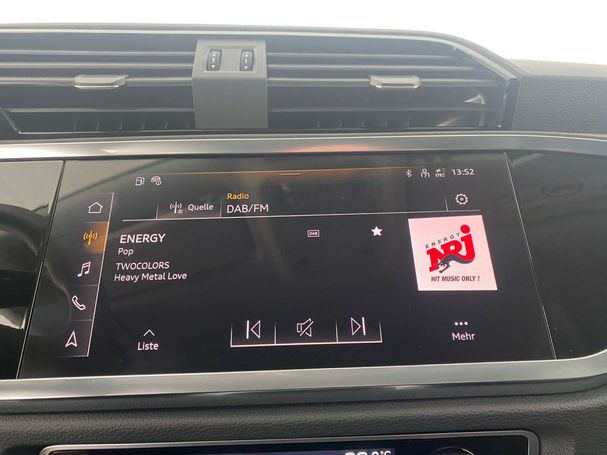 13:52
Radio
Quelle
DAB/FM
ENERGY
DAB
Pop
TWOCOLORS
Heavy Metal Love
ENERGY
NRJ
HIT MUSIC ONLY!
Liste
Mehr
°C